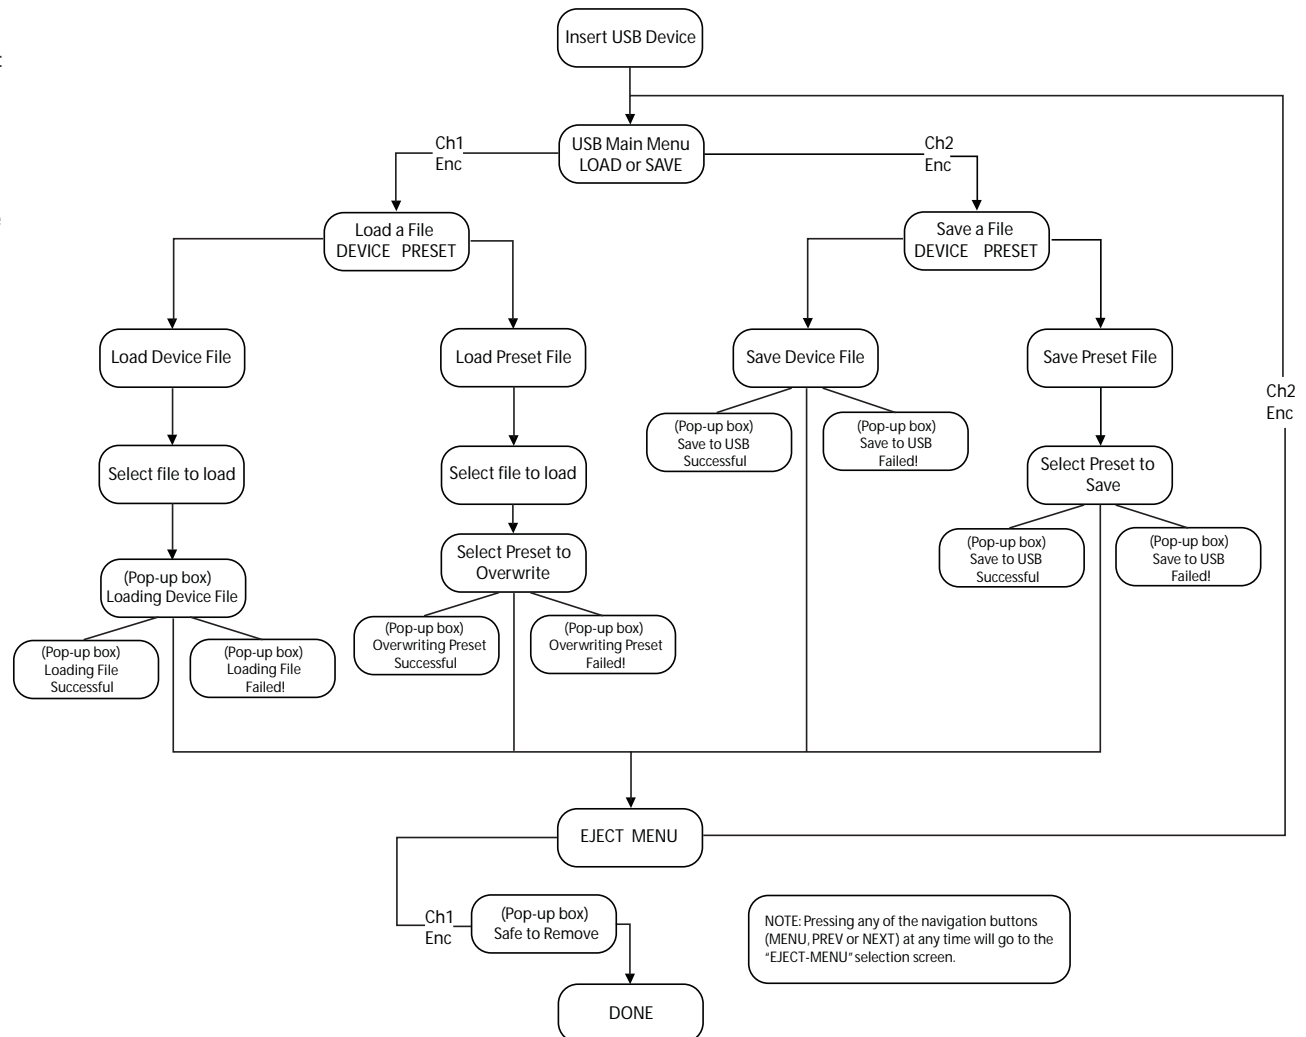 Insert USB Device
Ch1
Enc
USB Main Menu
LOAD or SAVE
Ch2
Enc
Load a File
DEVICE PRESET
Save a File
DEVICE PRESET
Load Device File
Load Preset File
Save Device File
Save Preset File
Ch2
Enc
(Pop-up box)
Save to USB
Successful
(Pop-up box)
Save to USB
Failed!
Select file to load
Select file to load
Select Preset to
Save
Select Preset to
Overwrite
(Pop-up box)
Save to USB
Successful
(Pop-up box)
Save to USB
Failed!
(Pop-up box)
Loading Device File
(Pop-up box)
Loading File
Successful
(Pop-up box)
Loading File
Failed!
(Pop-up box)
Overwriting Preset
Successful
(Pop-up box)
Overwriting Preset
Failed!
EJECT MENU
Ch1
Enc
(Pop-up box)
Safe to Remove
NOTE: Pressing any of the navigation buttons
(MENU, PREV or NEXT) at any time will go to the
“EJECT-MENU” selection screen.
DONE